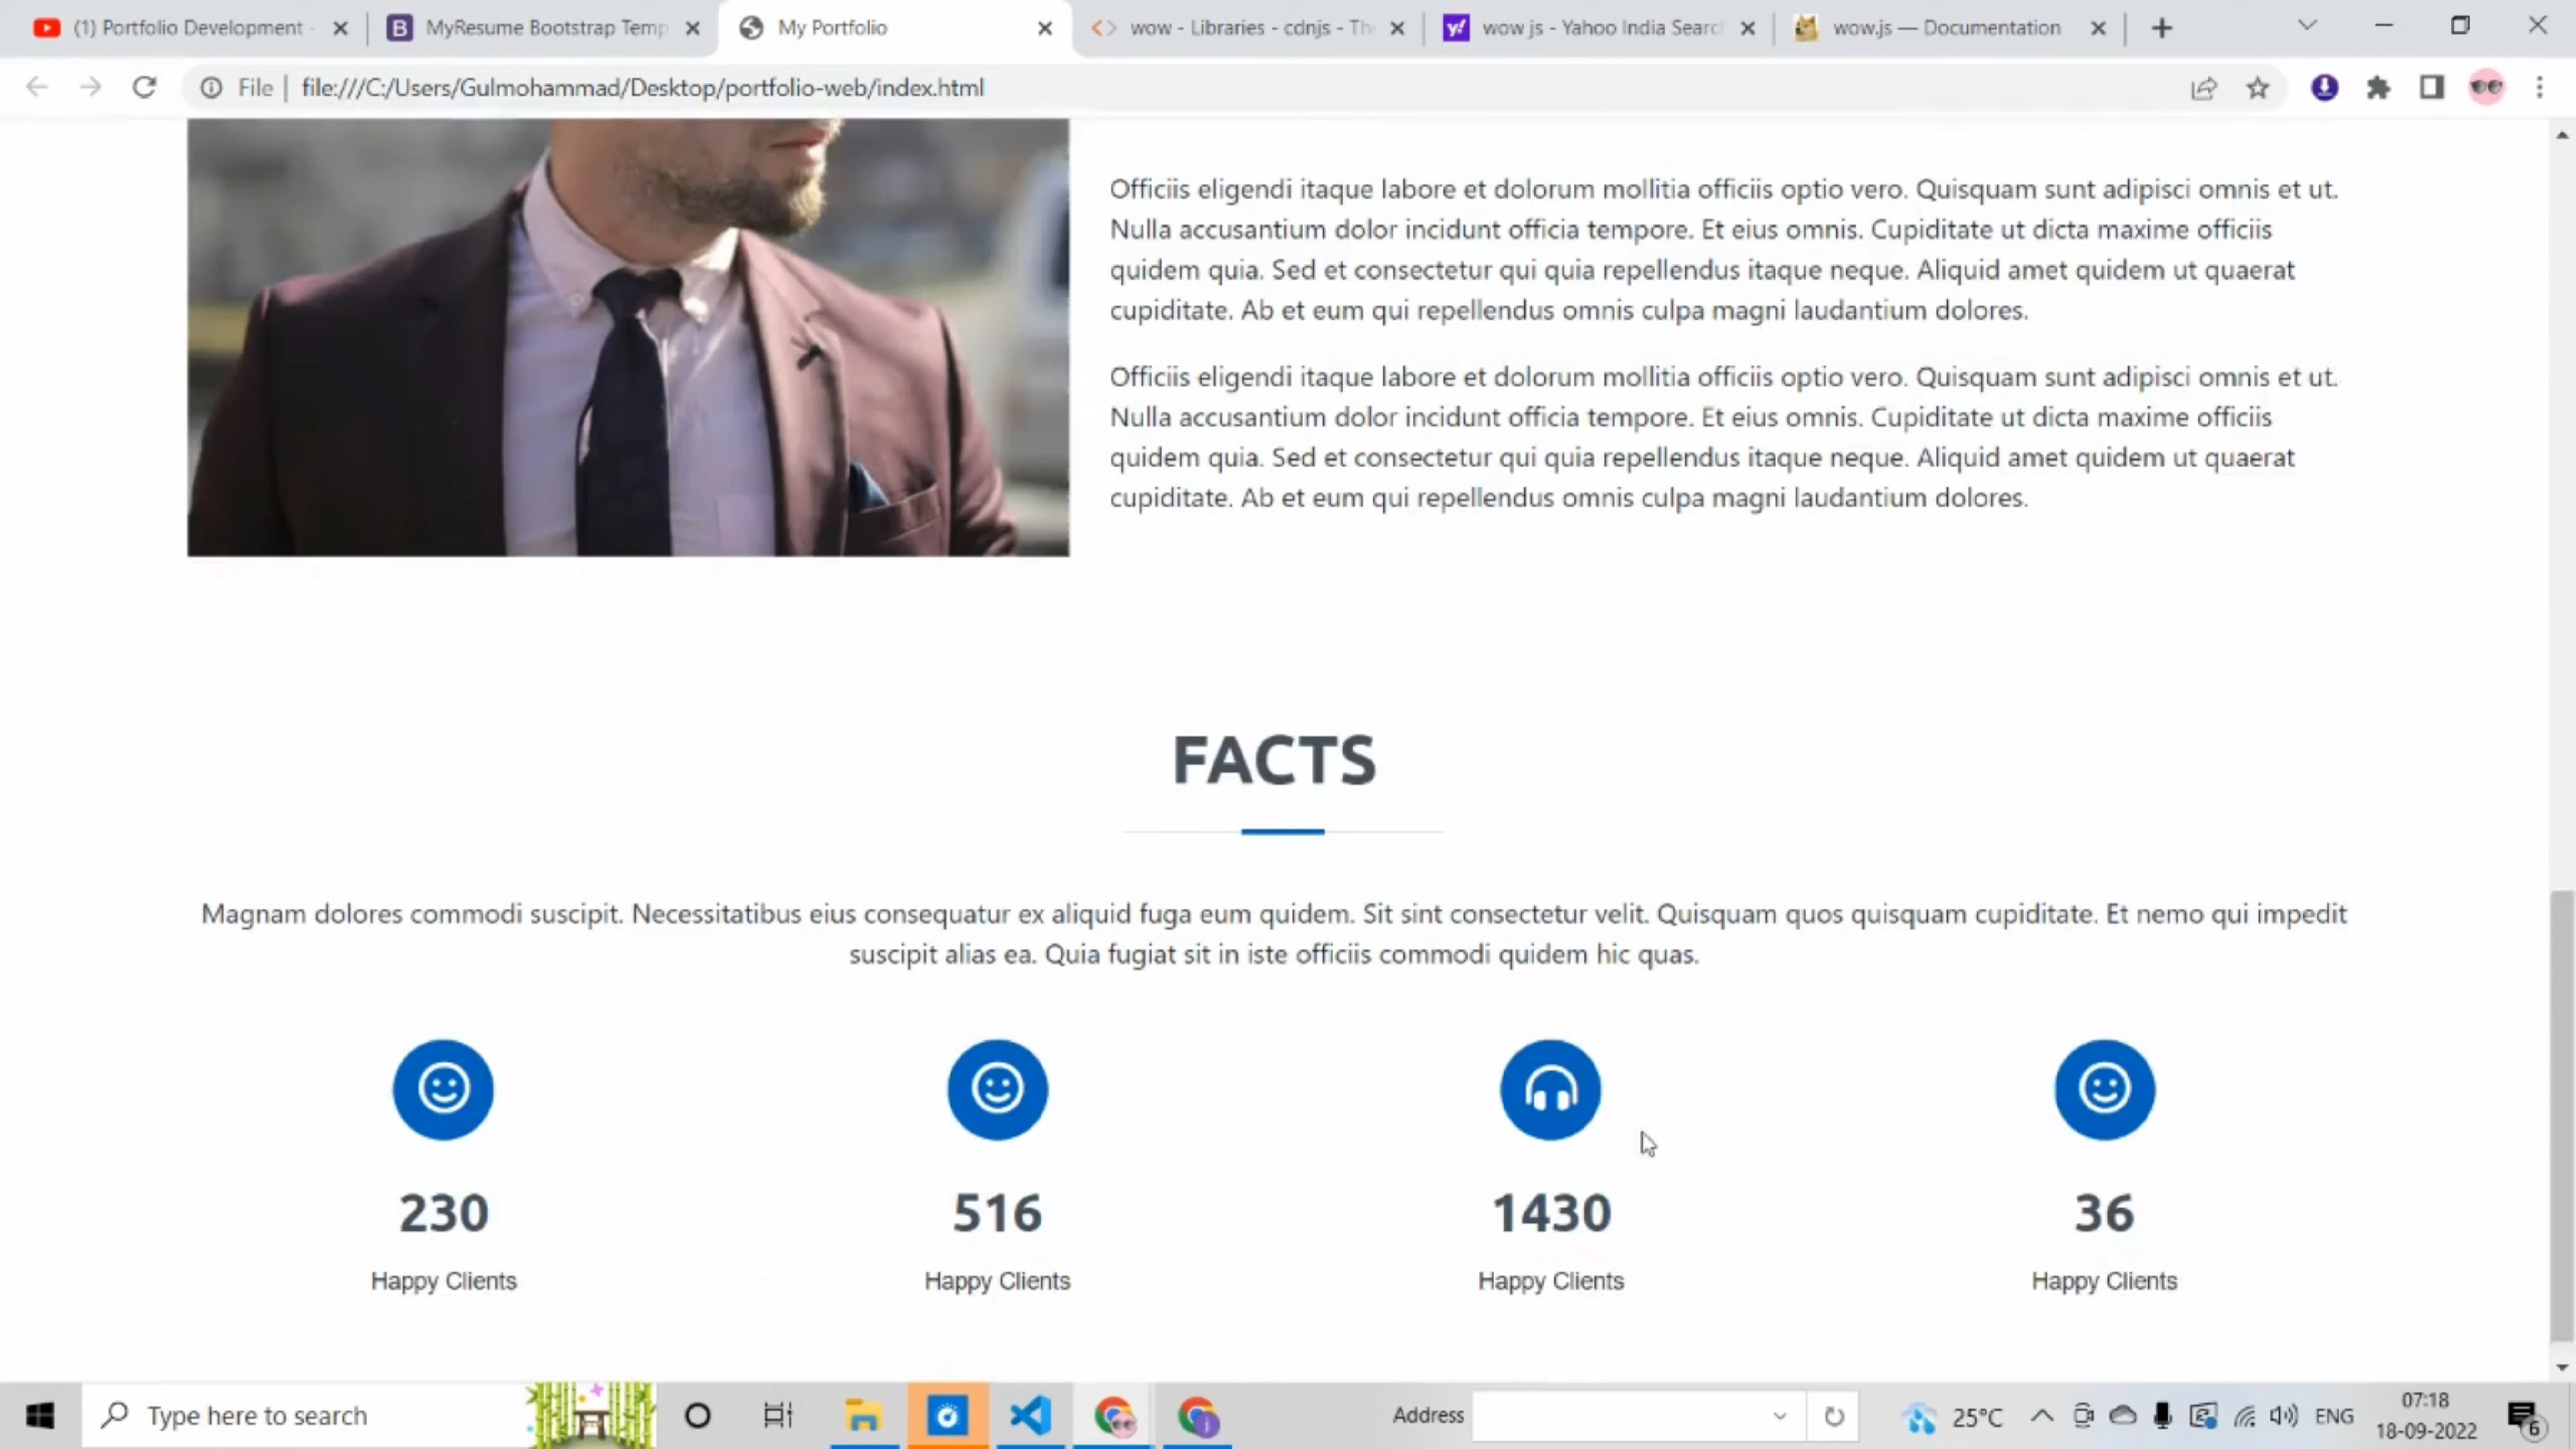 (1) Portfolio Development -
MyResume Bootstrap Temp
My Portfolio
wow - Libraries - cdnjs - Th
wow js - Yahoo India Search
wow.js — Documentation
File | file:///C:/Users/Gulmohammad/Desktop/portfolio-web/index.html
Officiis eligendi itaque labore et dolorum mollitia officiis optio vero. Quisquam sunt adipisci omnis et ut.
Nulla accusantium dolor incidunt officia tempore. Et eius omnis. Cupiditate ut dicta maxime officiis
quidem quia. Sed et consectetur qui quia repellendus itaque neque. Aliquid amet quidem ut quaerat
cupiditate. Ab et eum qui repellendus omnis culpa magni laudantium dolores.
Officiis eligendi itaque labore et dolorum mollitia officiis optio vero. Quisquam sunt adipisci omnis et ut.
Nulla accusantium dolor incidunt officia tempore. Et eius omnis. Cupiditate ut dicta maxime officiis
quidem quia. Sed et consectetur qui quia repellendus itaque neque. Aliquid amet quidem ut quaerat
cupiditate. Ab et eum qui repellendus omnis culpa magni laudantium dolores.
FACTS
Magnam dolores commodi suscipit. Necessitatibus eius consequatur ex aliquid fuga eum quidem. Sit sint consectetur velit. Quisquam quos quisquam cupiditate. Et nemo qui impedit
suscipit alias ea. Quia fugiat sit in iste officiis commodi quidem hic quas.
230
Happy Clients
516
Happy Clients
1430
Happy Clients
36
Happy Clients
Type here to search
Address
25°C
ENG
07:18
18-09-2022
6